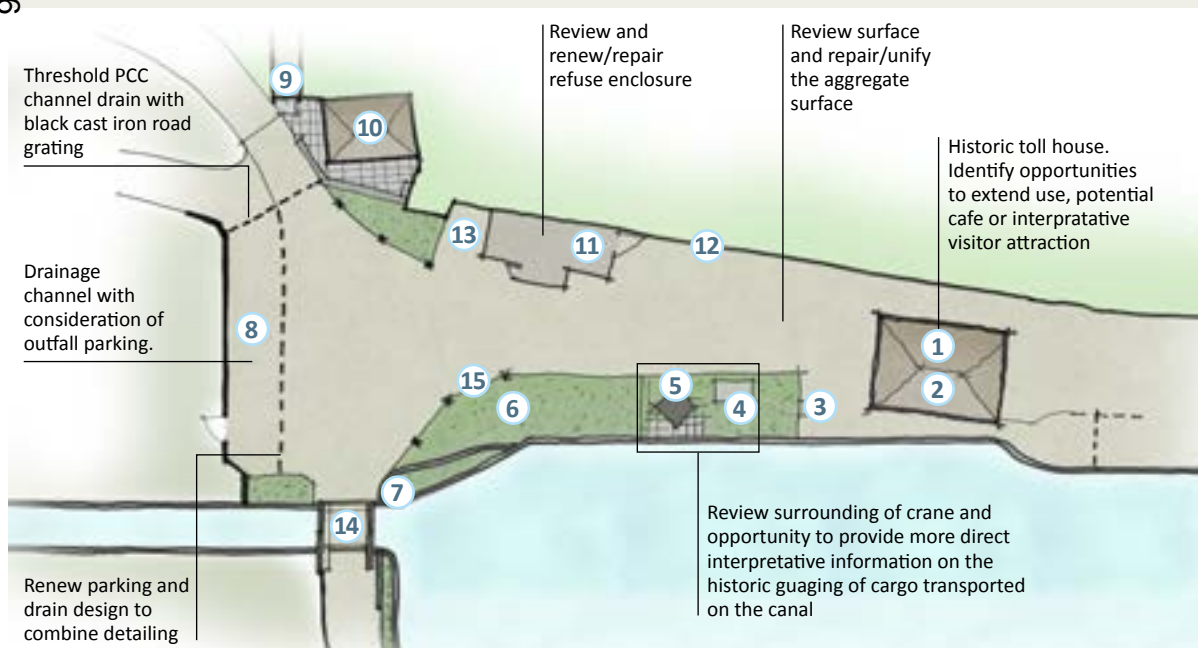 Threshold PCC
channel drain with
black cast iron road
grating
Drainage
channel with
consideration of
outfall parking.
Renew parking and
drain design to
combine detailing
Review and
renew/repair
refuse enclosure
Review surface
and repair/unify
the aggregate
surface
Historic toll house.
Identify opportunities
to extend use, potential
cafe or interpratative
visitor attraction
Review surrounding of crane and
opportunity to provide more direct
interpretative information on the
historic guaging of cargo transported
on the canal
9
10
13
11
12
8
1
2
15
5
6
4
3
7
14